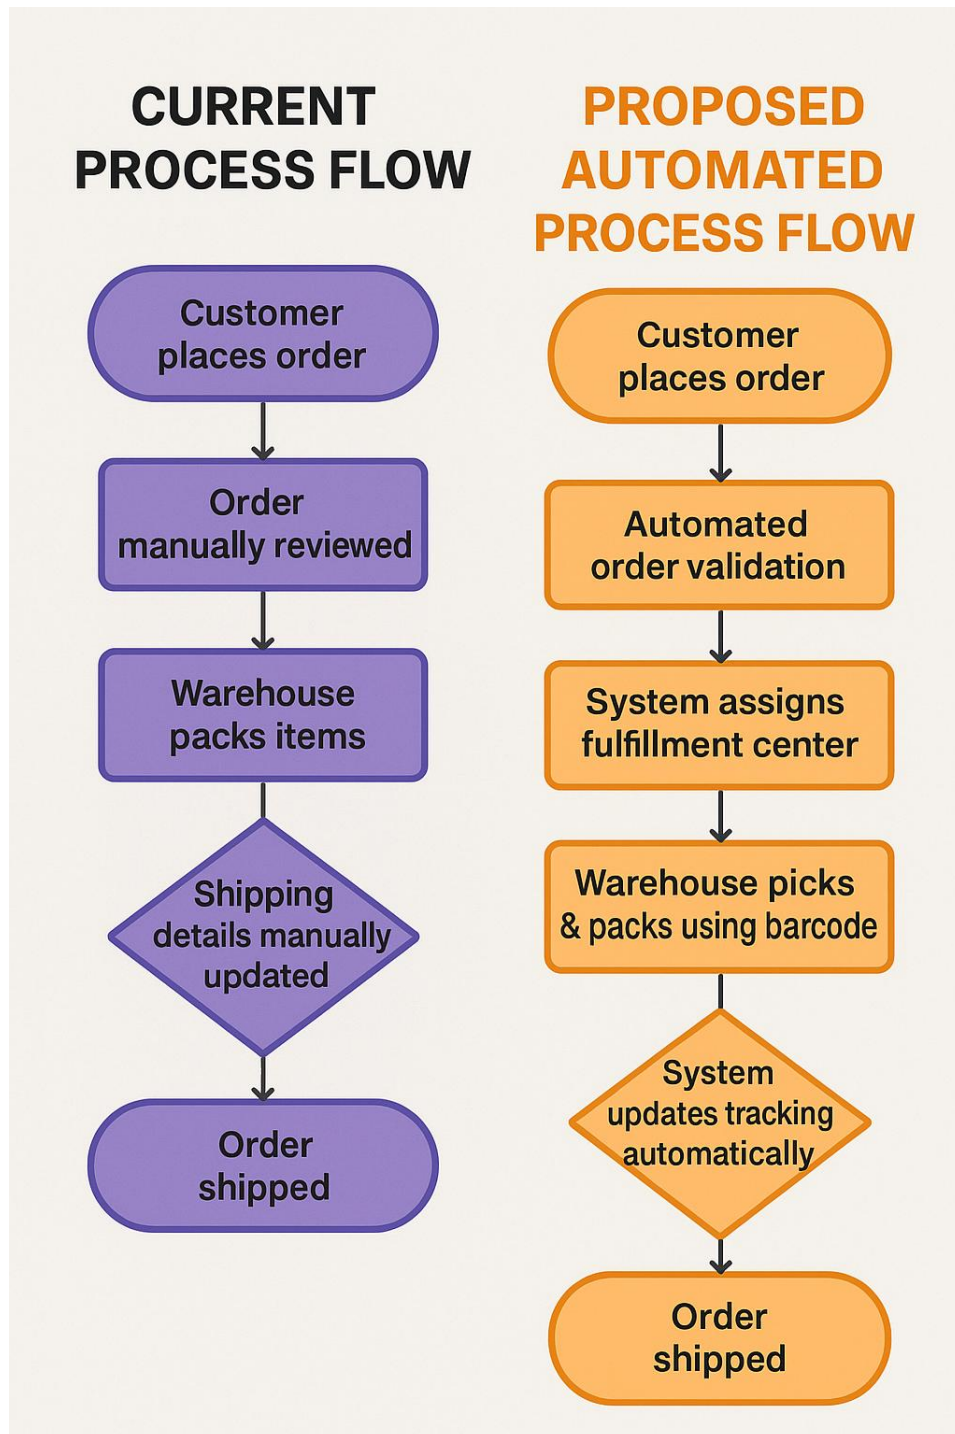 CURRENT
PROCESS FLOW
Customer
places order
Order
manually reviewed
Warehouse
packs items
Shipping
details manually
updated
Order
shipped
PROPOSED
AUTOMATED
PROCESS FLOW
Customer
places order
Automated
order validation
System assigns
fulfillment center
Warehouse picks
& packs using barcode
System
updates tracking
automatically
Order
shipped